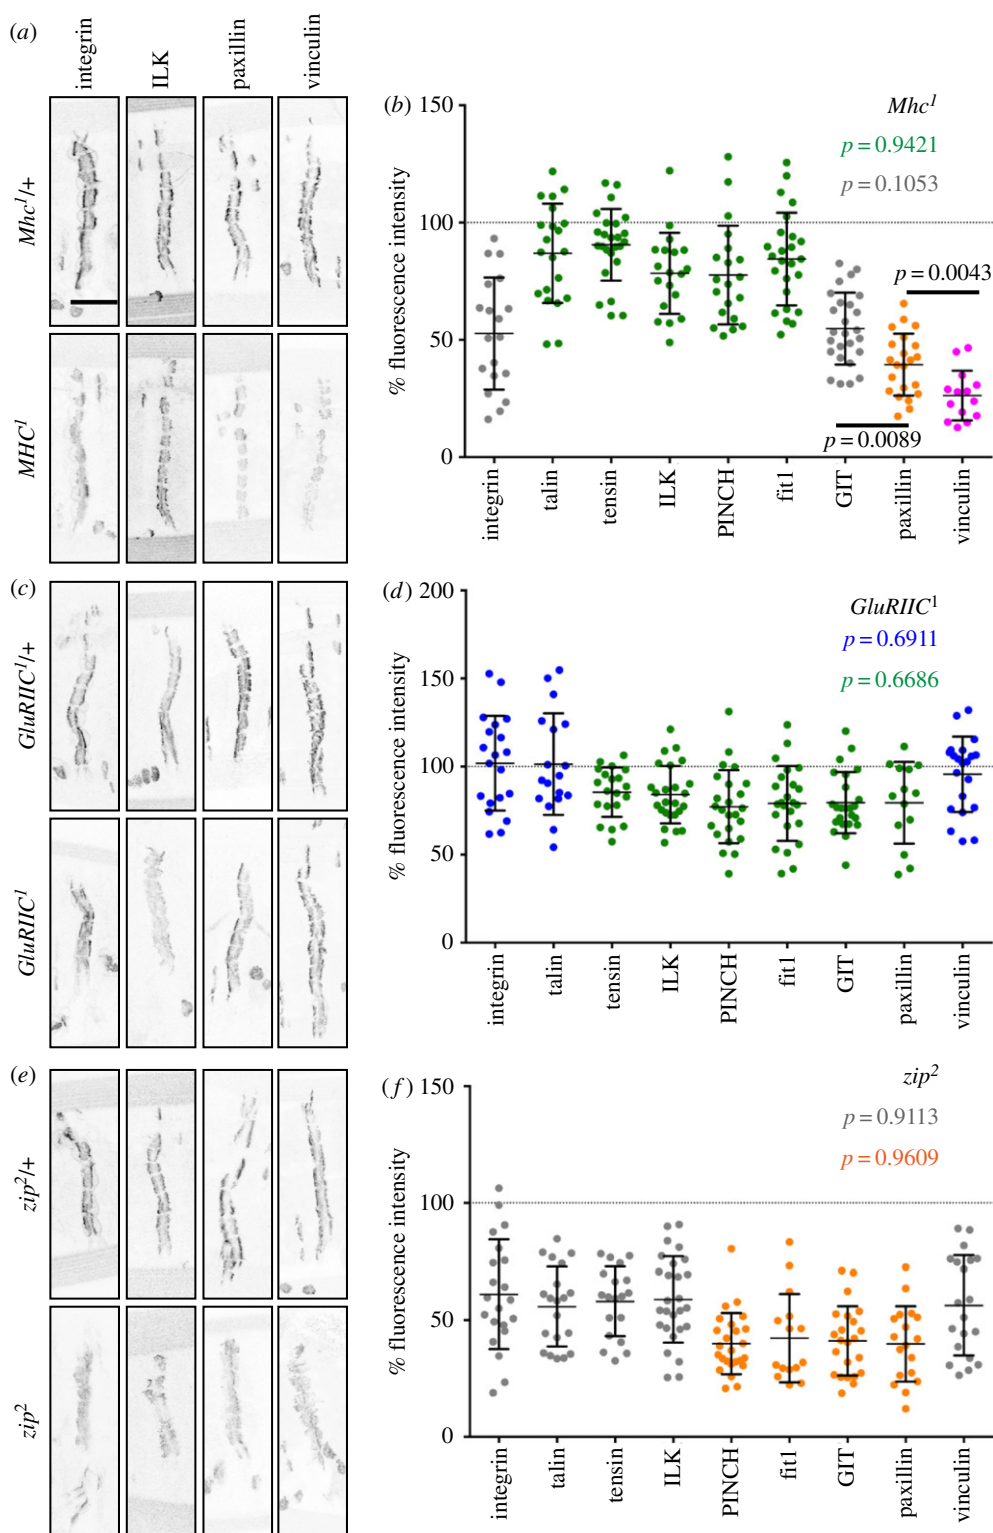 (a)
integrin
ILK
paxillin
vinculin
Mhc1/+
MHC1
(b)
150
100
50
0
% fluorescence intensity
Mhc1
p = 0.9421
p = 0.1053
p = 0.0043
p = 0.0089
integrin
talin
tensin
ILK
PINCH
fit1
GIT
paxillin
vinculin
(c)
GluRIIC1/+
GluRIIC1
(d)
200
150
100
50
0
% fluorescence intensity
GluRIIC1
p = 0.6911
p = 0.6686
integrin
talin
tensin
ILK
PINCH
fit1
GIT
paxillin
vinculin
(e)
zip2/+
zip2
(f)
150
100
50
0
% fluorescence intensity
zip2
p = 0.9113
p = 0.9609
integrin
talin
tensin
ILK
PINCH
fit1
GIT
paxillin
vinculin